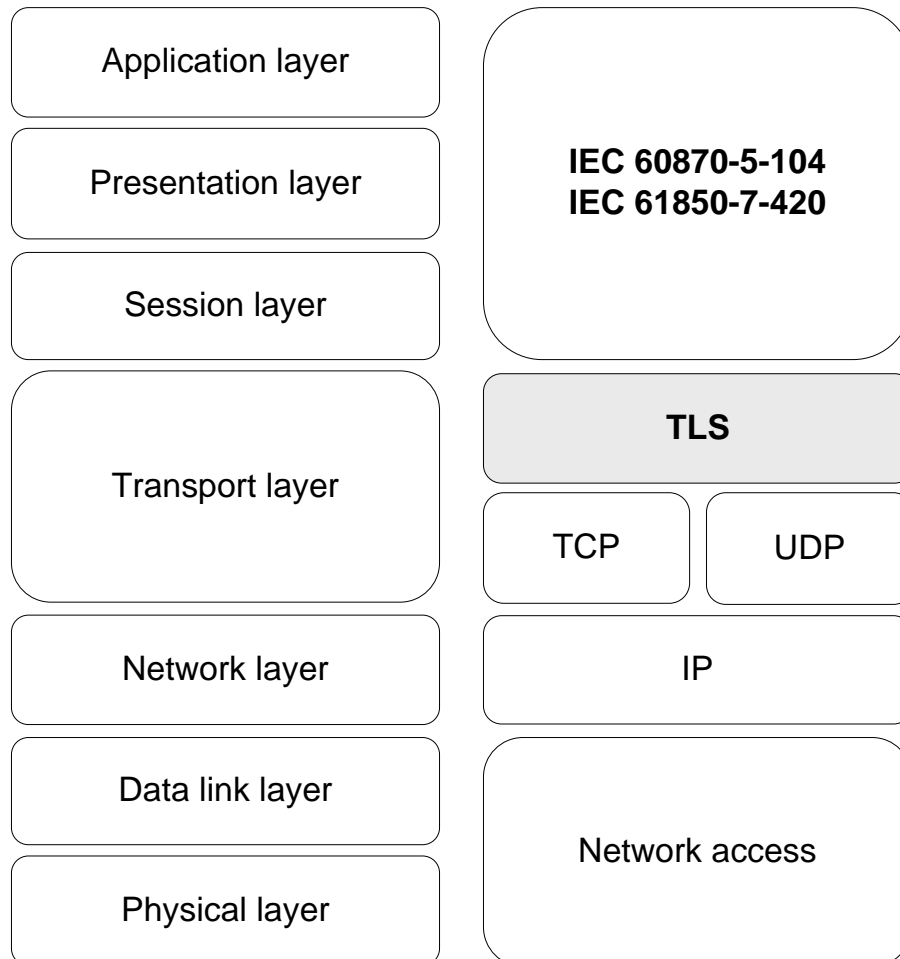 Application layer
Presentation layer
Session layer
Transport layer
Network layer
Data link layer
Physical layer
IEC 60870-5-104
IEC 61850-7-420
TLS
TCP
UDP
IP
Network access